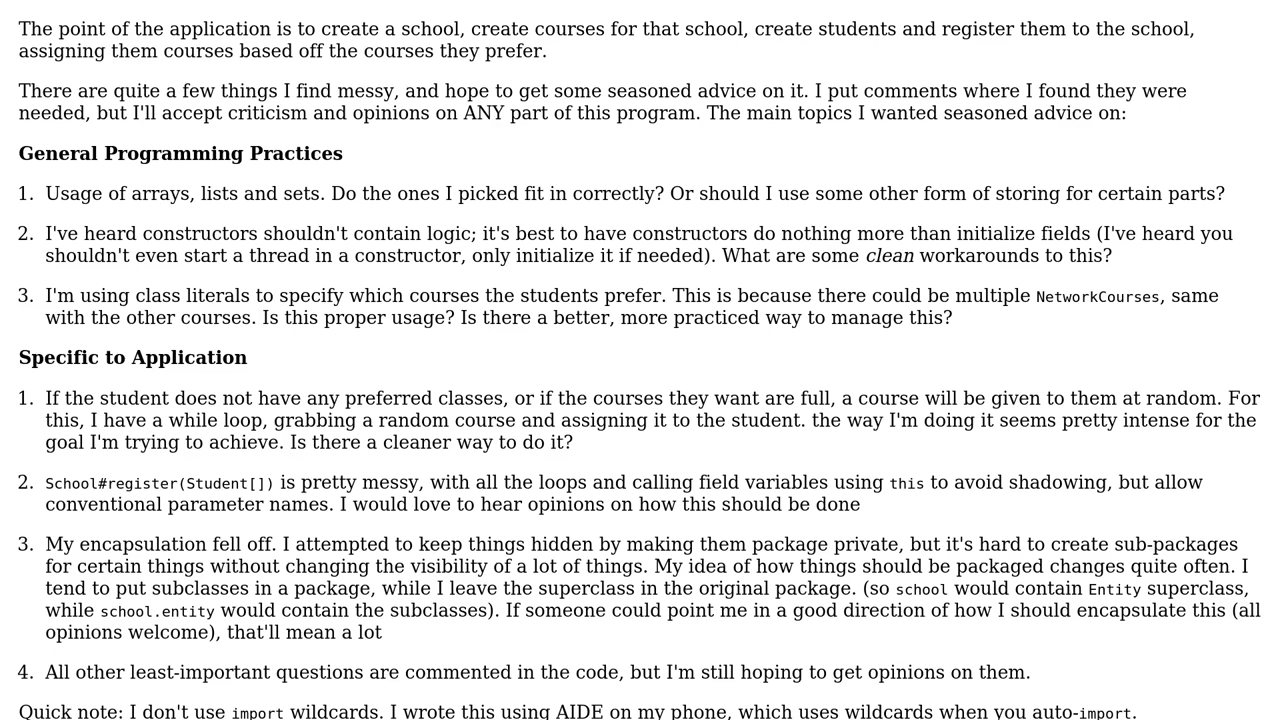 The point of the application is to create a school, create courses for that school, create students and register them to the school,
assigning them courses based off the courses they prefer.
There are quite a few things I find messy, and hope to get some seasoned advice on it. I put comments where I found they were
needed, but I'll accept criticism and opinions on ANY part of this program. The main topics I wanted seasoned advice on:
General Programming Practices
1. Usage of arrays, lists and sets. Do the ones I picked fit in correctly? Or should I use some other form of storing for certain parts?
2. I've heard constructors shouldn't contain logic; it's best to have constructors do nothing more than initialize fields (I've heard you
shouldn't even start a thread in a constructor, only initialize it if needed). What are some clean workarounds to this?
3. I'm using class literals to specify which courses the students prefer. This is because there could be multiple NetworkCourses, same
with the other courses. Is this proper usage? Is there a better, more practiced way to manage this?
Specific to Application
1. If the student does not have any preferred classes, or if the courses they want are full, a course will be given to them at random. For
this, I have a while loop, grabbing a random course and assigning it to the student. the way I'm doing it seems pretty intense for the
goal I'm trying to achieve. Is there a cleaner way to do it?
2. School#register(Student[]) is pretty messy, with all the loops and calling field variables using this to avoid shadowing, but allow
conventional parameter names. I would love to hear opinions on how this should be done
3. My encapsulation fell off. I attempted to keep things hidden by making them package private, but it's hard to create sub-packages
for certain things without changing the visibility of a lot of things. My idea of how things should be packaged changes quite often. I
tend to put subclasses in a package, while I leave the superclass in the original package. (so school would contain Entity superclass,
while school.entity would contain the subclasses). If someone could point me in a good direction of how I should encapsulate this (all
opinions welcome), that'll mean a lot
4. All other least-important questions are commented in the code, but I'm still hoping to get opinions on them.
Quick note: I don't use import wildcards. I wrote this using AIDE on my phone, which uses wildcards when you auto-import.